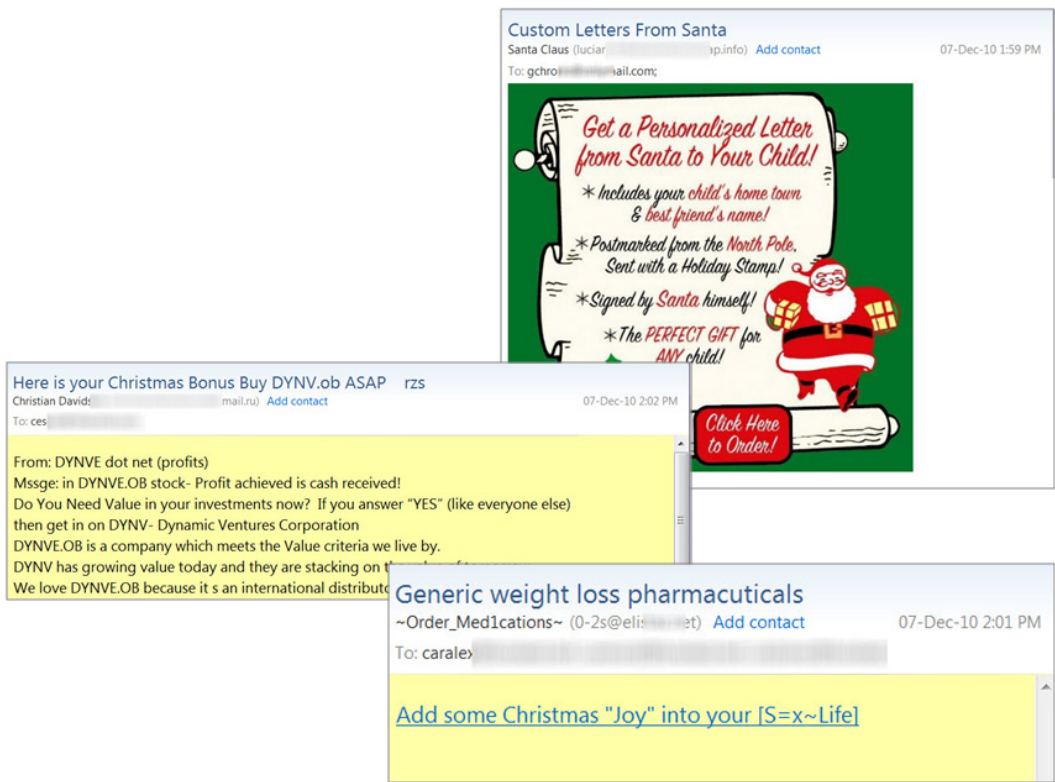 Custom Letters From Santa
Santa Claus (luciar ap.info) Add contact 07-Dec-10 1:59 PM
To: gchro ail.com;
Get a Personalized Letter
from Santa to Your Child!
* Includes your child's home town
& best friend's name!
* Postmarked from the North Pole,
Sent with a Holiday Stamp!
* Signed by Santa himself!
* The PERFECT GIFT for
ANY child!
Click Here
to Order!
Here is your Christmas Bonus Buy DYNV.ob ASAP rzs
Christian Davids mail.ru) Add contact 07-Dec-10 2:02 PM
To: ces
From: DYNVE dot net (profits)
Mssge: in DYNVE.OB stock- Profit achieved is cash received!
Do You Need Value in your investments now? If you answer “YES” (like everyone else)
then get in on DYNV- Dynamic Ventures Corporation
DYNVE.OB is a company which meets the Value criteria we live by.
DYNV has growing value today and they are stacking on
We love DYNVE.OB because it s an international distributo
Generic weight loss pharmacuticals
~Order_Med1cations~ (0-2s@elis et) Add contact 07-Dec-10 2:01 PM
To: caralex
Add some Christmas "Joy" into your [S=x~Life]